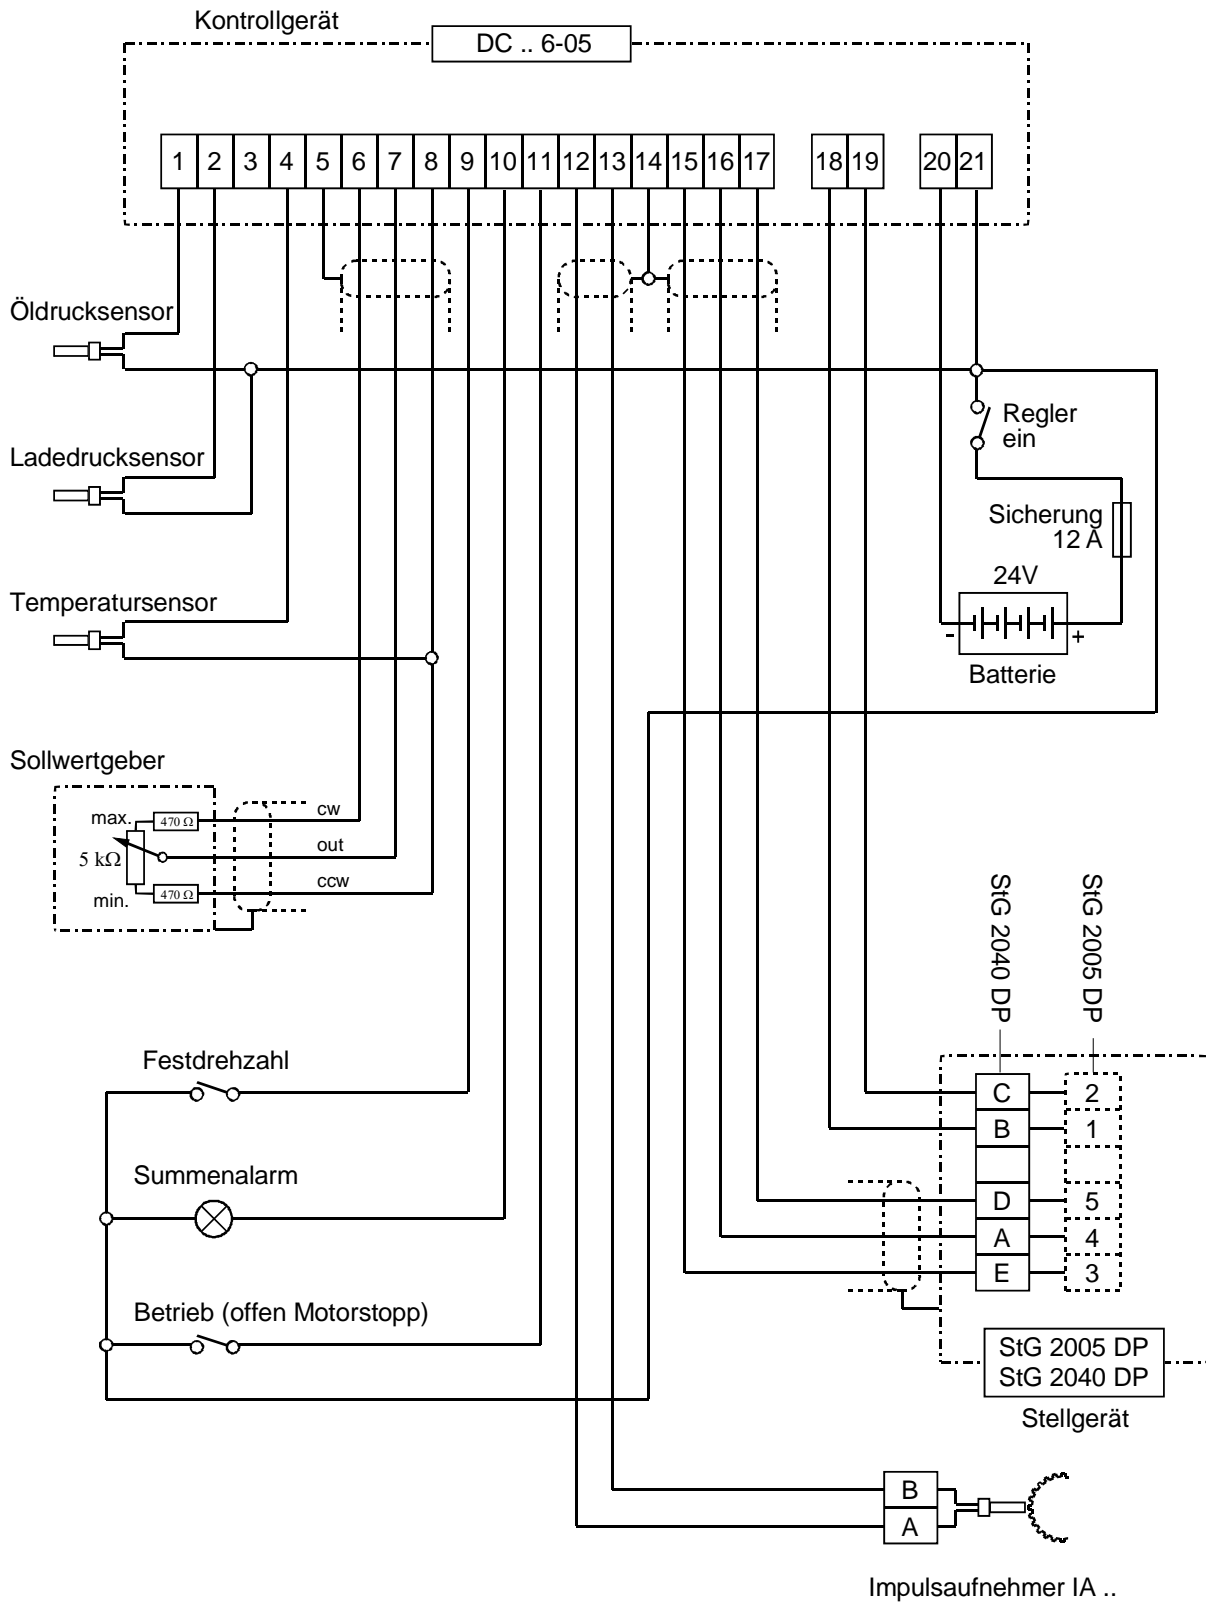 Kontrollgerät
DC .. 6-05
1 2 3 4 5 6 7 8 9 10 11 12 13 14 15 16 17 18 19 20 21
Öldrucksensor
Regler
ein
Ladedrucksensor
Sicherung
12 A
24V
Temperatursensor
- +
Batterie
Sollwertgeber
max. 470 Ω cw
5 kΩ out
min. 470 Ω ccw
StG 2040 DP
StG 2005 DP
Festdrehzahl
C 2
B 1
Summenalarm
D 5
A 4
E 3
Betrieb (offen Motorstopp)
StG 2005 DP
StG 2040 DP
Stellgerät
B
A
Impulsaufnehmer IA ..